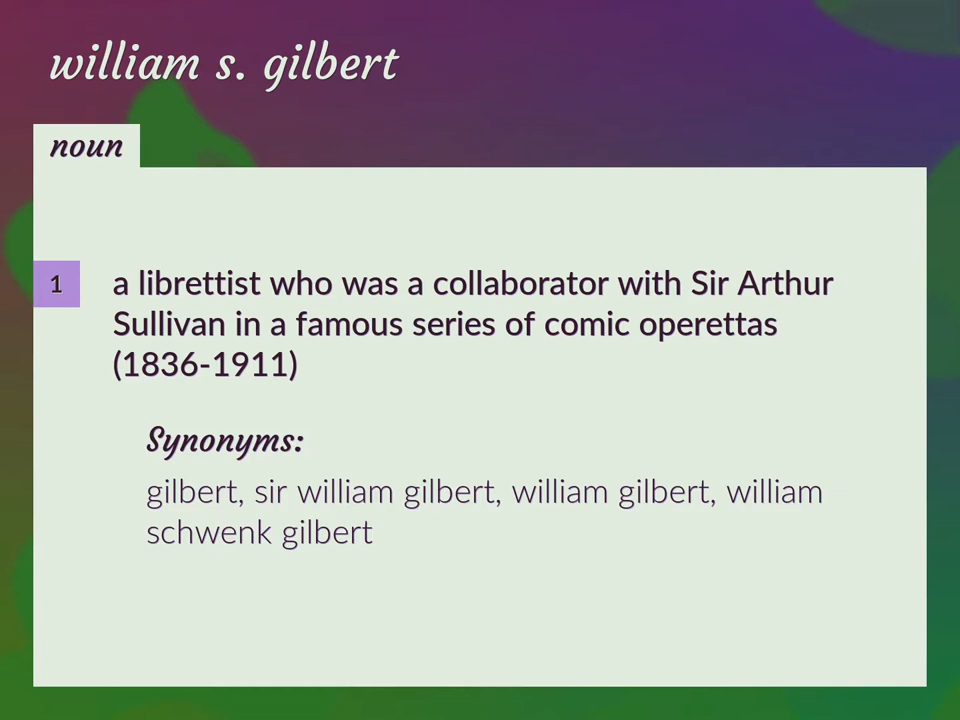 william s. gilbert
noun
1
a librettist who was a collaborator with Sir Arthur
Sullivan in a famous series of comic operettas
(1836-1911)
Synonyms:
gilbert, sir william gilbert, william gilbert, william
schwenk gilbert